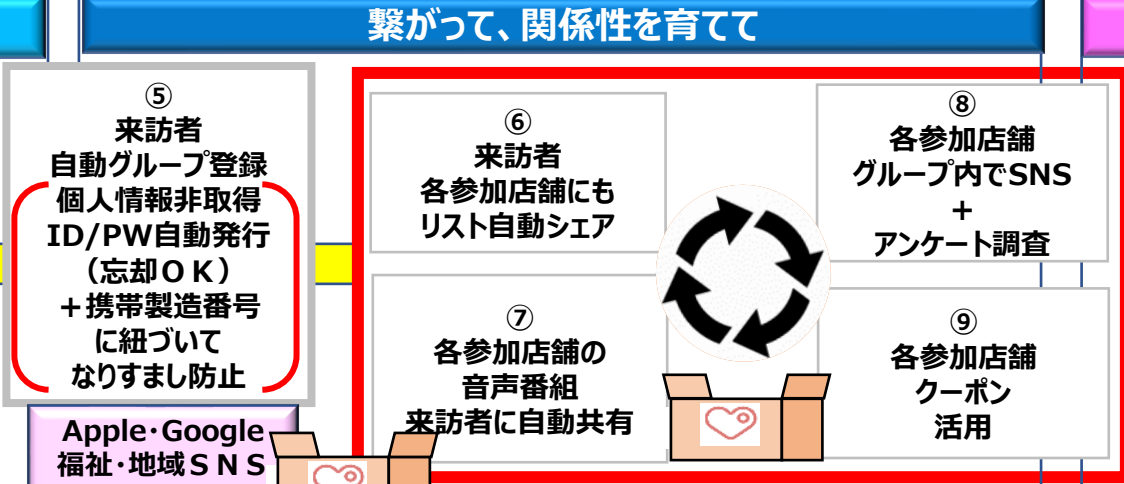 繋がって、関係性を育てて
⑤
来訪者
自動グループ登録
個人情報非取得
ID/PW自動発行
（忘却ＯＫ）
＋携帯製造番号
に紐づいて
なりすまし防止
Apple･Google
福祉･地域ＳＮＳ
⑥
来訪者
各参加店舗にも
リスト自動シェア
⑦
各参加店舗の
音声番組
来訪者に自動共有
⑧
各参加店舗
グループ内でSNS
+
アンケート調査
⑨
各参加店舗
クーポン
活用